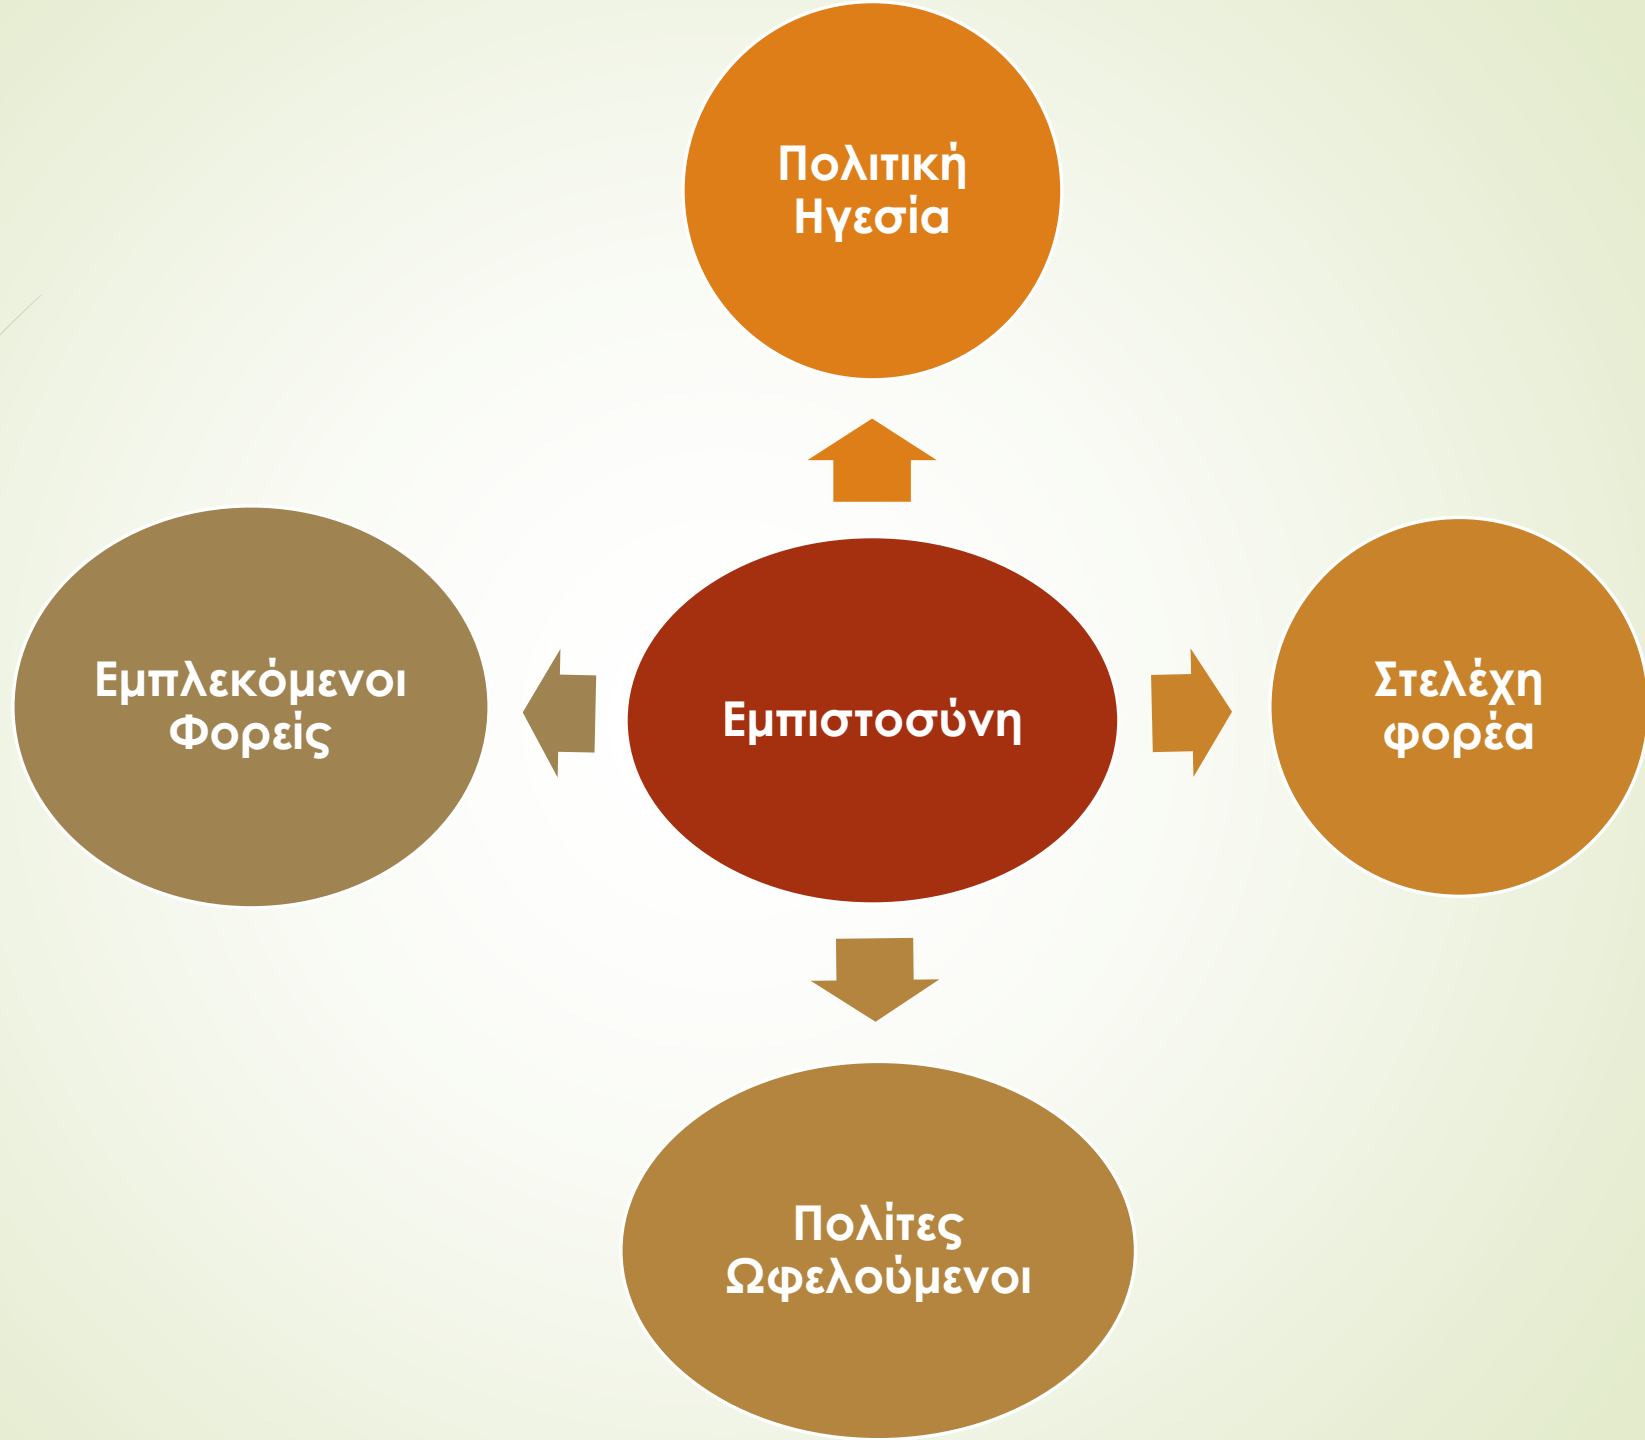 Πολιτική
Ηγεσία
Εμπλεκόμενοι
Φορείς
Εμπιστοσύνη
Στελέχη
φορέα
Πολίτες
Ωφελούμενοι